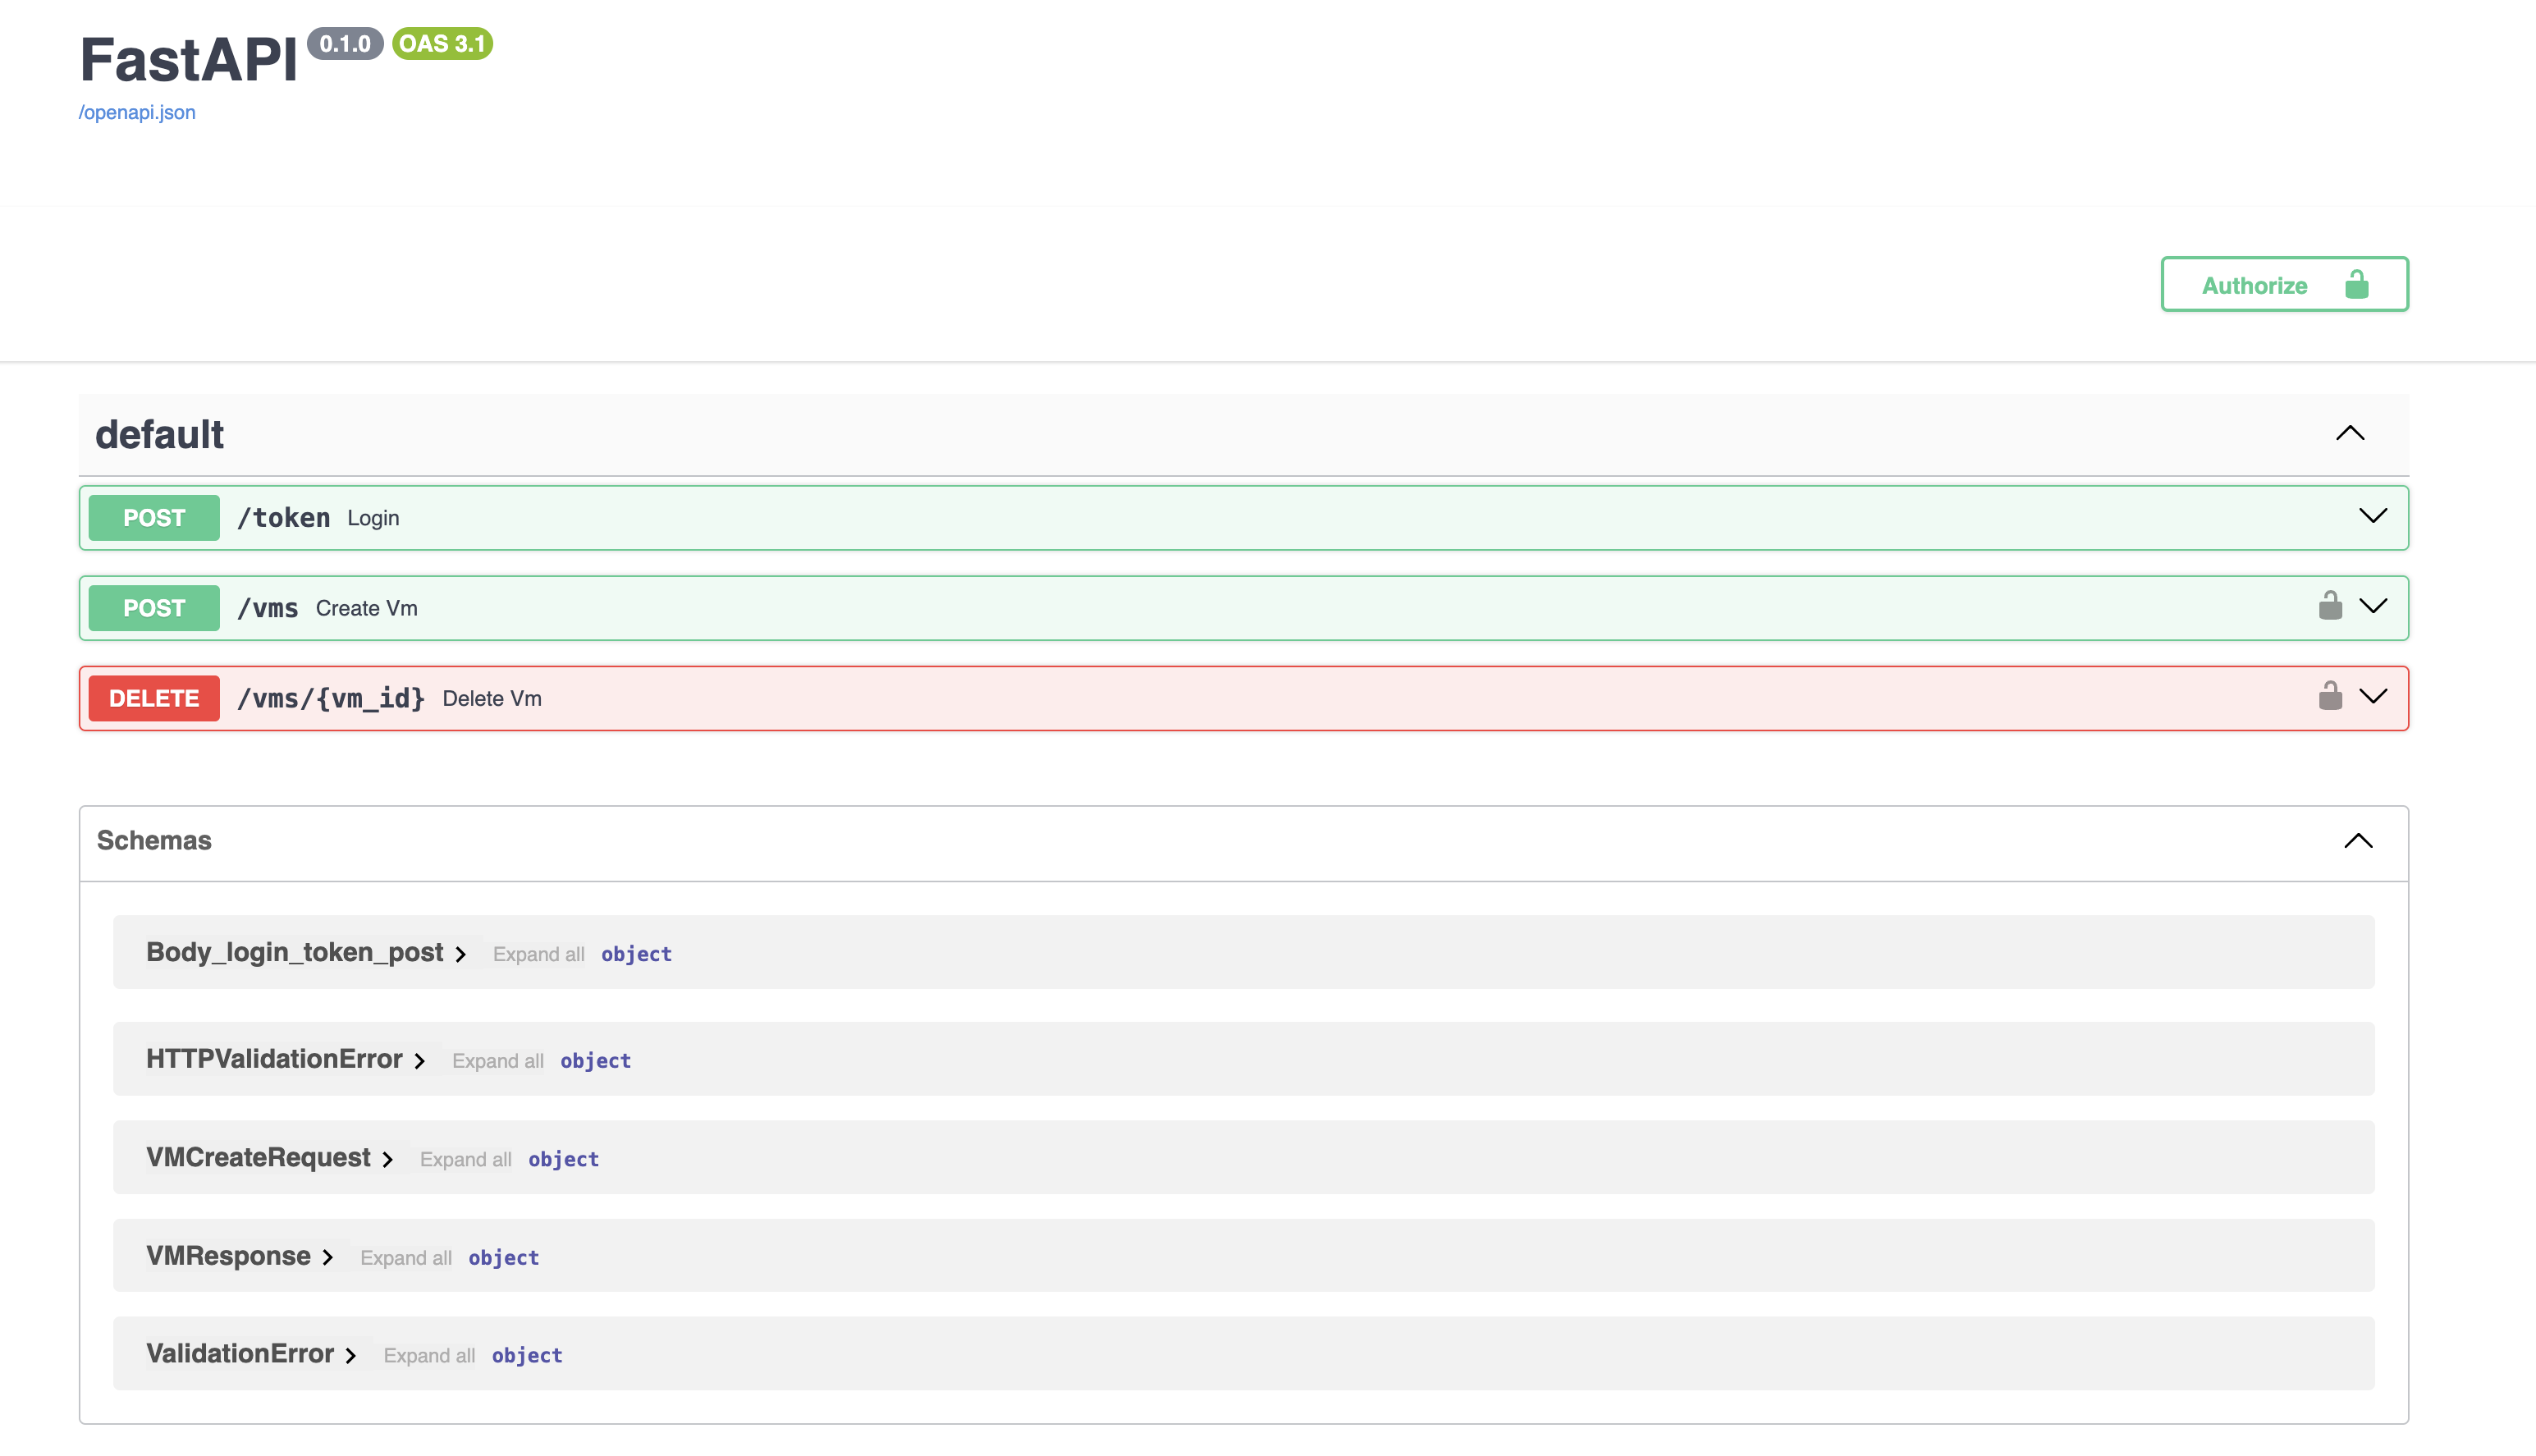 FastAPI 0.1.0 OAS 3.1
/openapi.json
Authorize
default
POST /token Login
POST /vms Create Vm
DELETE /vms/{vm_id} Delete Vm
Schemas
Body_login_token_post Expand all object
HTTPValidationError Expand all object
VMCreateRequest Expand all object
VMResponse Expand all object
ValidationError Expand all object